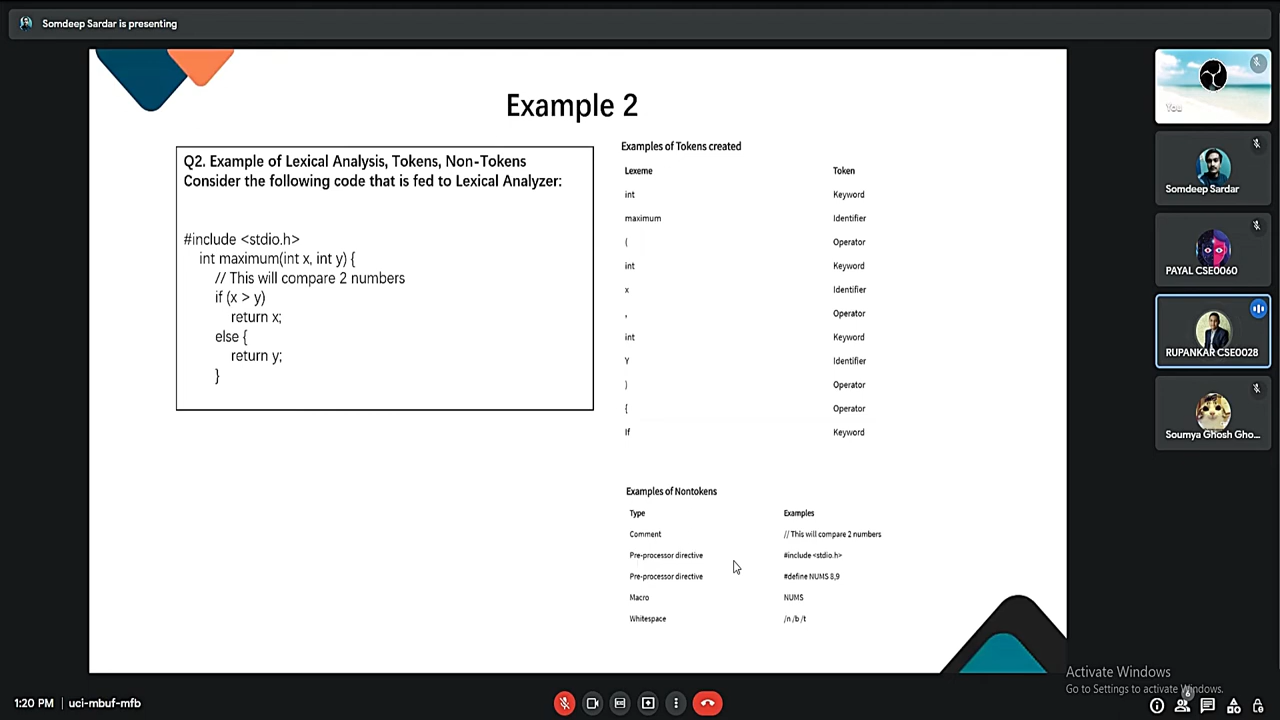 Somdeep Sardar is presenting
Example 2
Q2. Example of Lexical Analysis, Tokens, Non-Tokens
Consider the following code that is fed to Lexical Analyzer:
#include <stdio.h>
int maximum(int x, int y) {
// This will compare 2 numbers
if (x > y)
return x;
else {
return y;
}
Examples of Tokens created
Lexeme Token
int Keyword
maximum Identifier
( Operator
int Keyword
x Identifier
, Operator
int Keyword
Y Identifier
) Operator
{ Operator
If Keyword
Examples of Nontokens
Type Examples
Comment // This will compare 2 numbers
Pre-processor directive #include <stdio.h>
Pre-processor directive #define NUMS 8,9
Macro NUMS
Whitespace /n /b /t
You
Somdeep Sardar
PAYAL CSE0060
RUPANKAR CSE0028
Soumya Ghosh Gho...
Activate Windows
Go to Settings to activate Windows.
1:20 PM | uci-mbuf-mfb
6